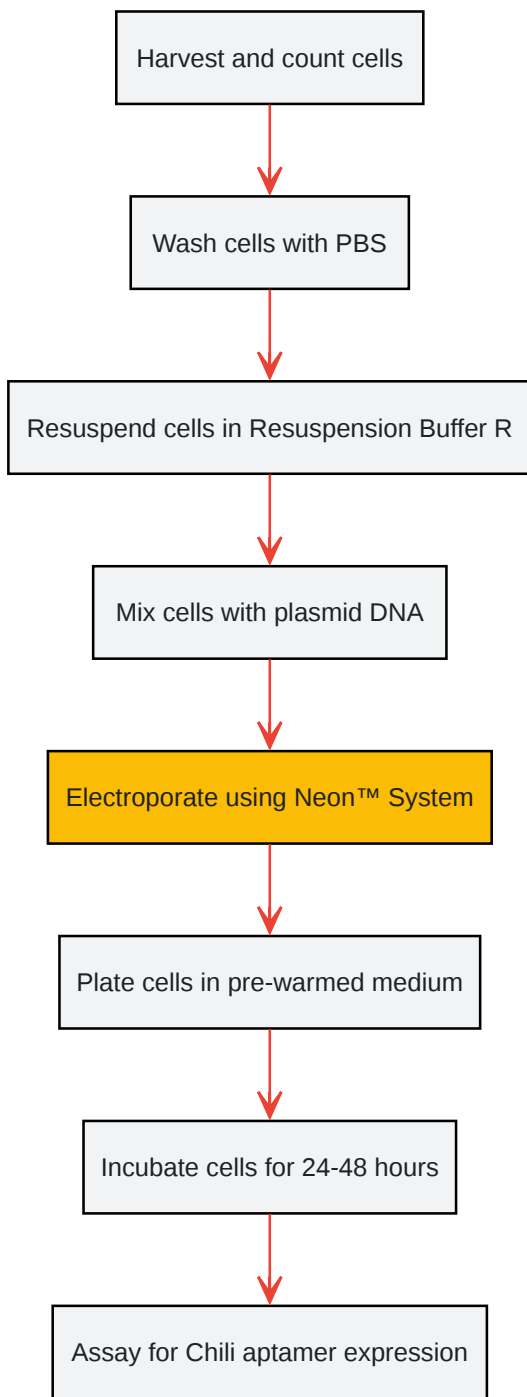 Harvest and count cells
Wash cells with PBS
Resuspend cells in Resuspension Buffer R
Mix cells with plasmid DNA
Electroporate using Neon™ System
Plate cells in pre-warmed medium
Incubate cells for 24-48 hours
Assay for Chili aptamer expression